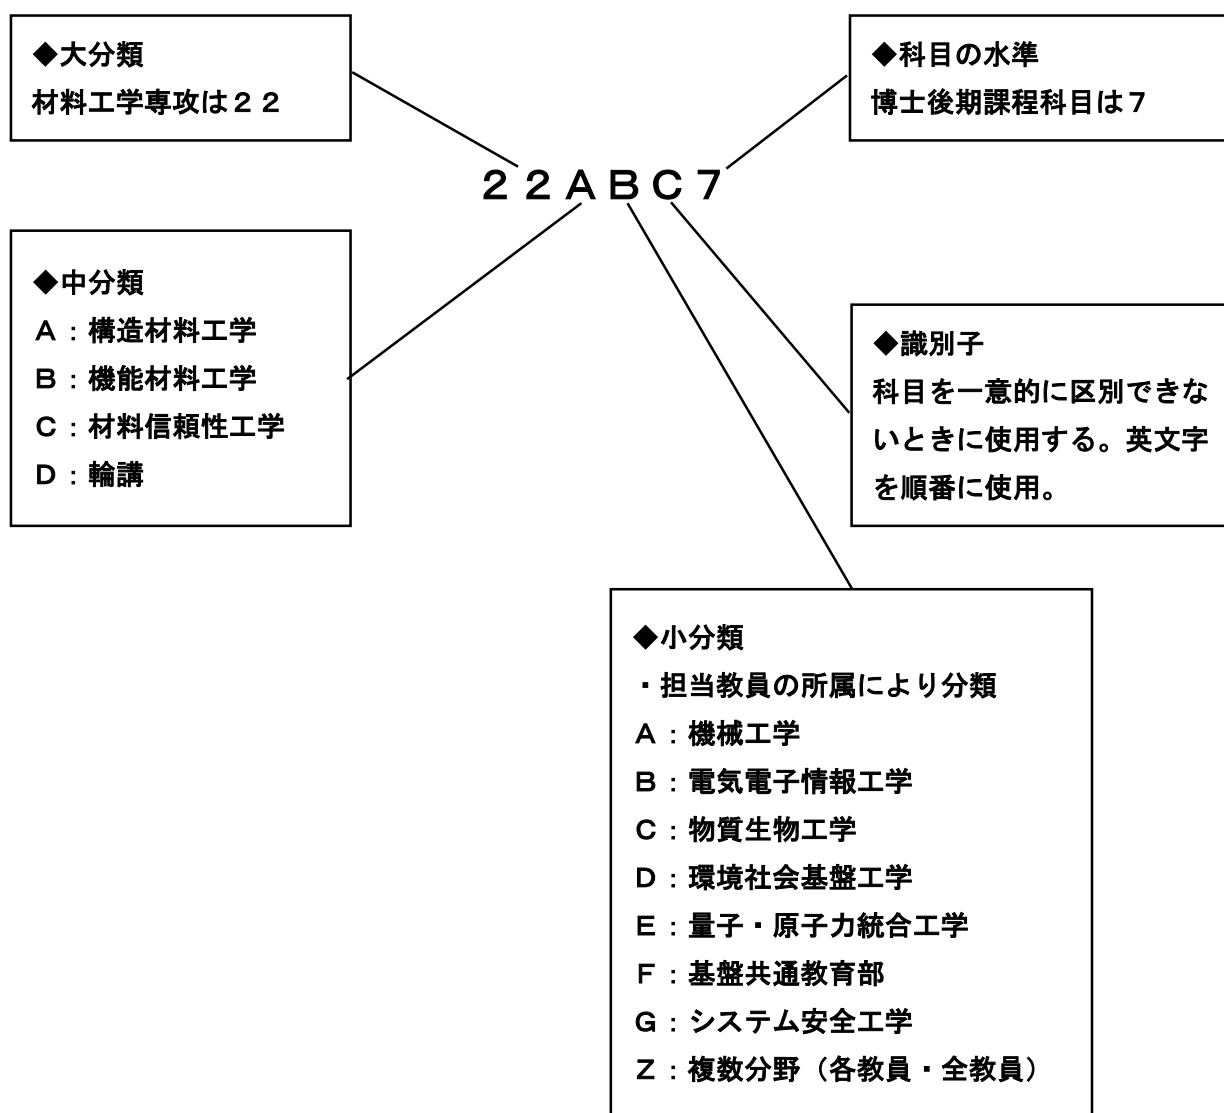 ◆大分類
材料工学専攻は２２
◆科目の水準
博士後期課程科目は７
２２ＡＢＣ７
◆中分類
Ａ：構造材料工学
Ｂ：機能材料工学
Ｃ：材料信頼性工学
Ｄ：輪講
◆識別子
科目を一意的に区別できな
いときに使用する。英文字
を順番に使用。
◆小分類
・担当教員の所属により分類
Ａ：機械工学
Ｂ：電気電子情報工学
Ｃ：物質生物工学
Ｄ：環境社会基盤工学
Ｅ：量子・原子力統合工学
Ｆ：基盤共通教育部
Ｇ：システム安全工学
Ｚ：複数分野（各教員・全教員）